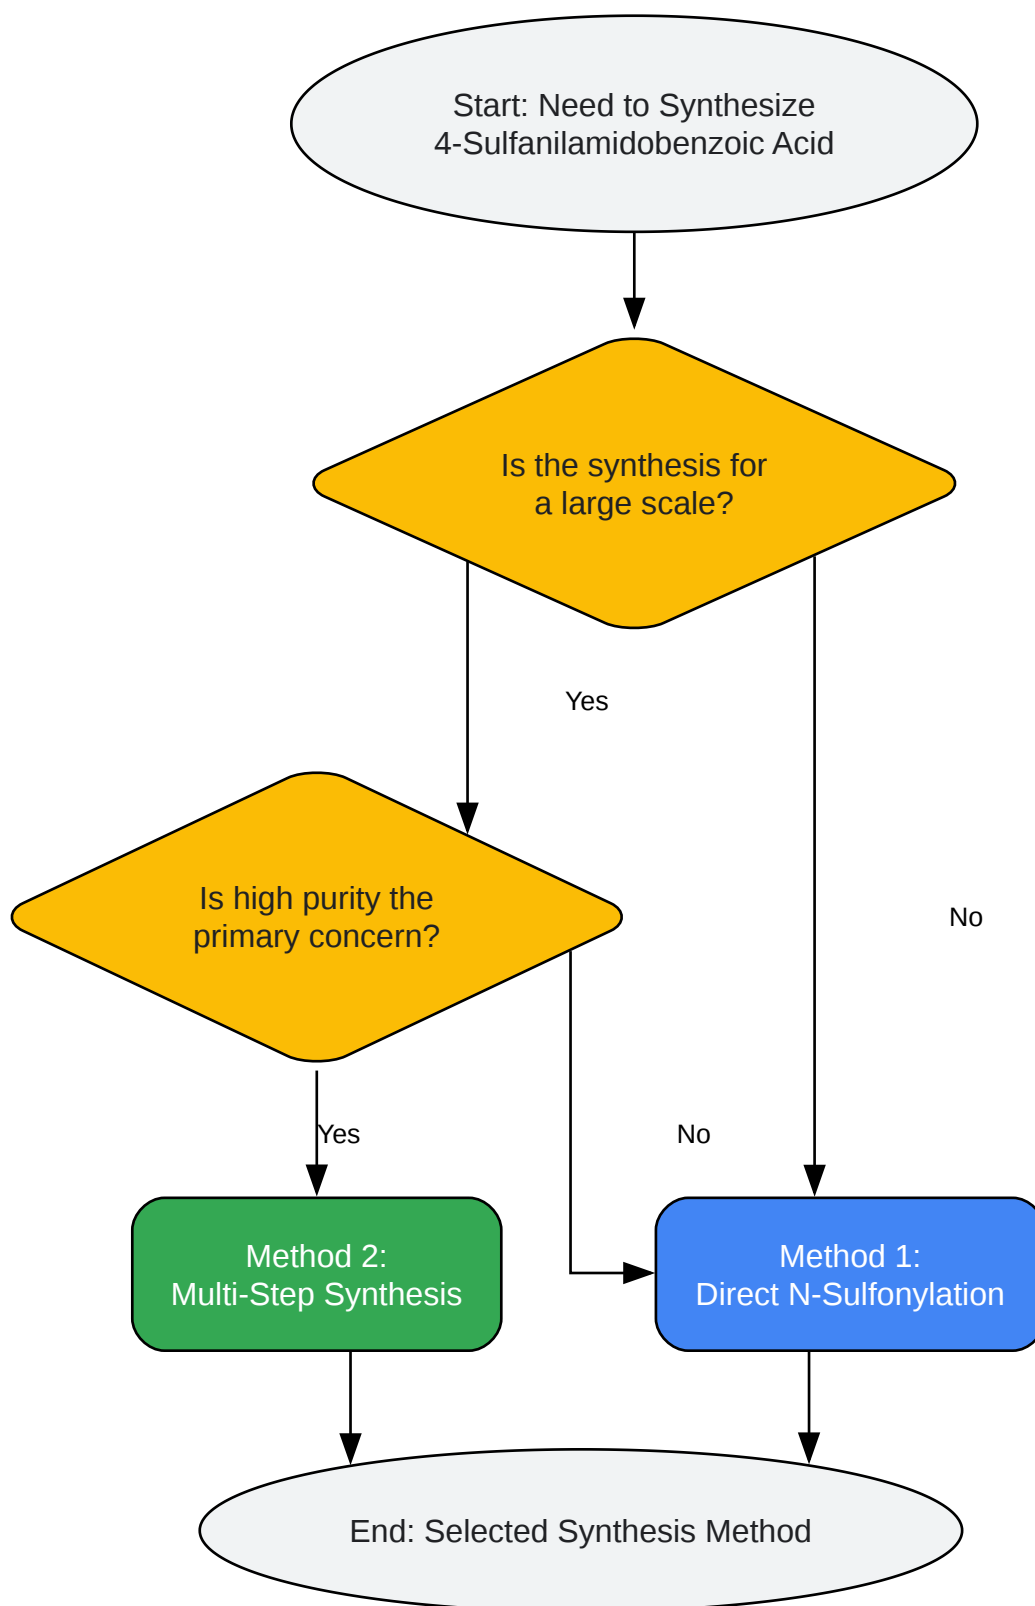 Start: Need to Synthesize
4-Sulfanilamidobenzoic Acid
Is the synthesis for
a large scale?
Yes
Is high purity the
primary concern?
No
Yes
No
Method 2:
Multi-Step Synthesis
Method 1:
Direct N-Sulfonylation
End: Selected Synthesis Method